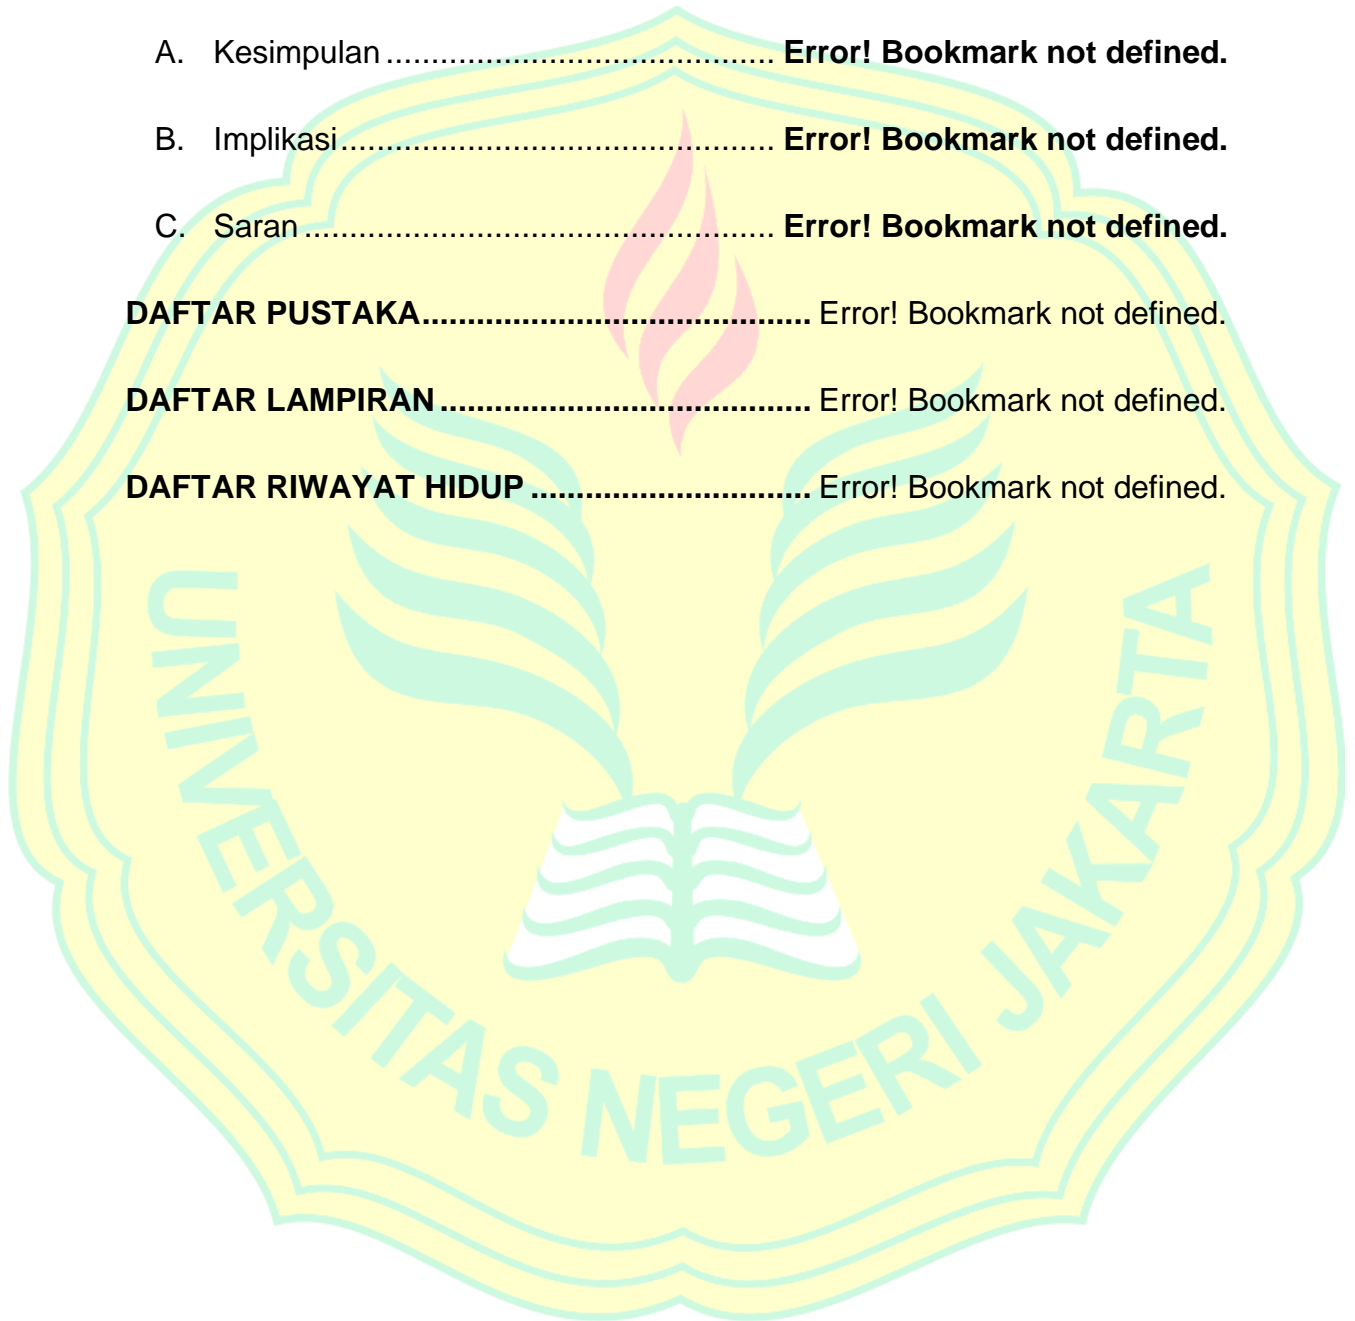 A. Kesimpulan ........................................... Error! Bookmark not defined.
B. Implikasi ................................................ Error! Bookmark not defined.
C. Saran .................................................... Error! Bookmark not defined.
DAFTAR PUSTAKA ........................................... Error! Bookmark not defined.
DAFTAR LAMPIRAN ......................................... Error! Bookmark not defined.
DAFTAR RIWAYAT HIDUP ............................... Error! Bookmark not defined.
UNIVERSITAS NEGERI JAKARTA